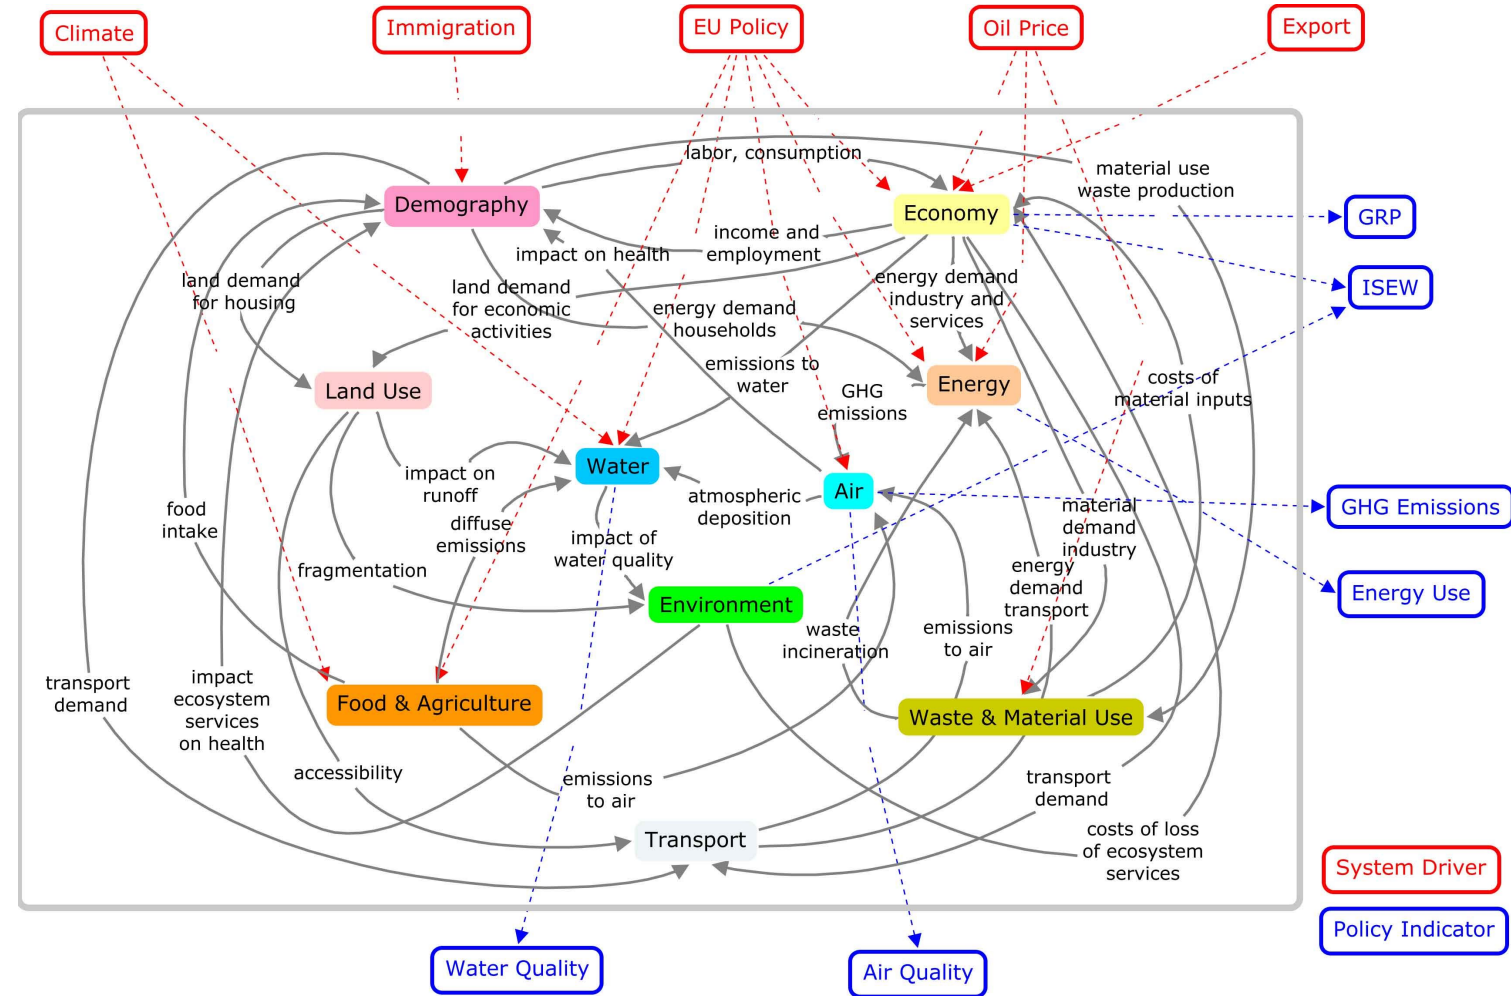 Climate
Immigration
EU Policy
Oil Price
Export
labor, consumption
material use
waste production
Demography
Economy
GRP
income and
employment
impact on health
land demand
for housing
land demand
for economic
activities
energy demand
industry and
services
ISEW
energy demand
households
emissions to
water
Land Use
Energy
GHG
emissions
costs of
material inputs
Water
impact on
runoff
Air
atmospheric
deposition
GHG Emissions
food
intake
diffuse
emissions
impact of
water quality
material
demand
industry
fragmentation
energy
demand
transport
Energy Use
Environment
waste
incineration
emissions
to air
transport
demand
impact
ecosystem
services
on health
Food & Agriculture
Waste & Material Use
accessibility
emissions
to air
transport
demand
Transport
costs of loss
of ecosystem
services
System Driver
Policy Indicator
Water Quality
Air Quality